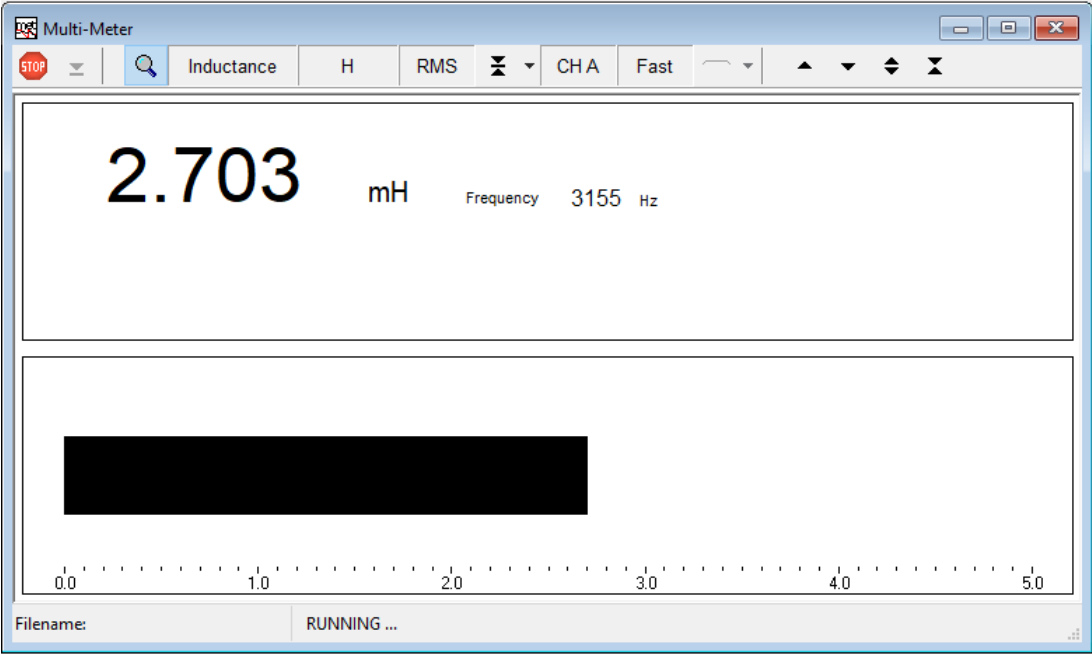 Multi-Meter
STOP Inductance H RMS CH A Fast
2.703 mH Frequency 3155 Hz
0.0 1.0 2.0 3.0 4.0 5.0
Filename: RUNNING ...